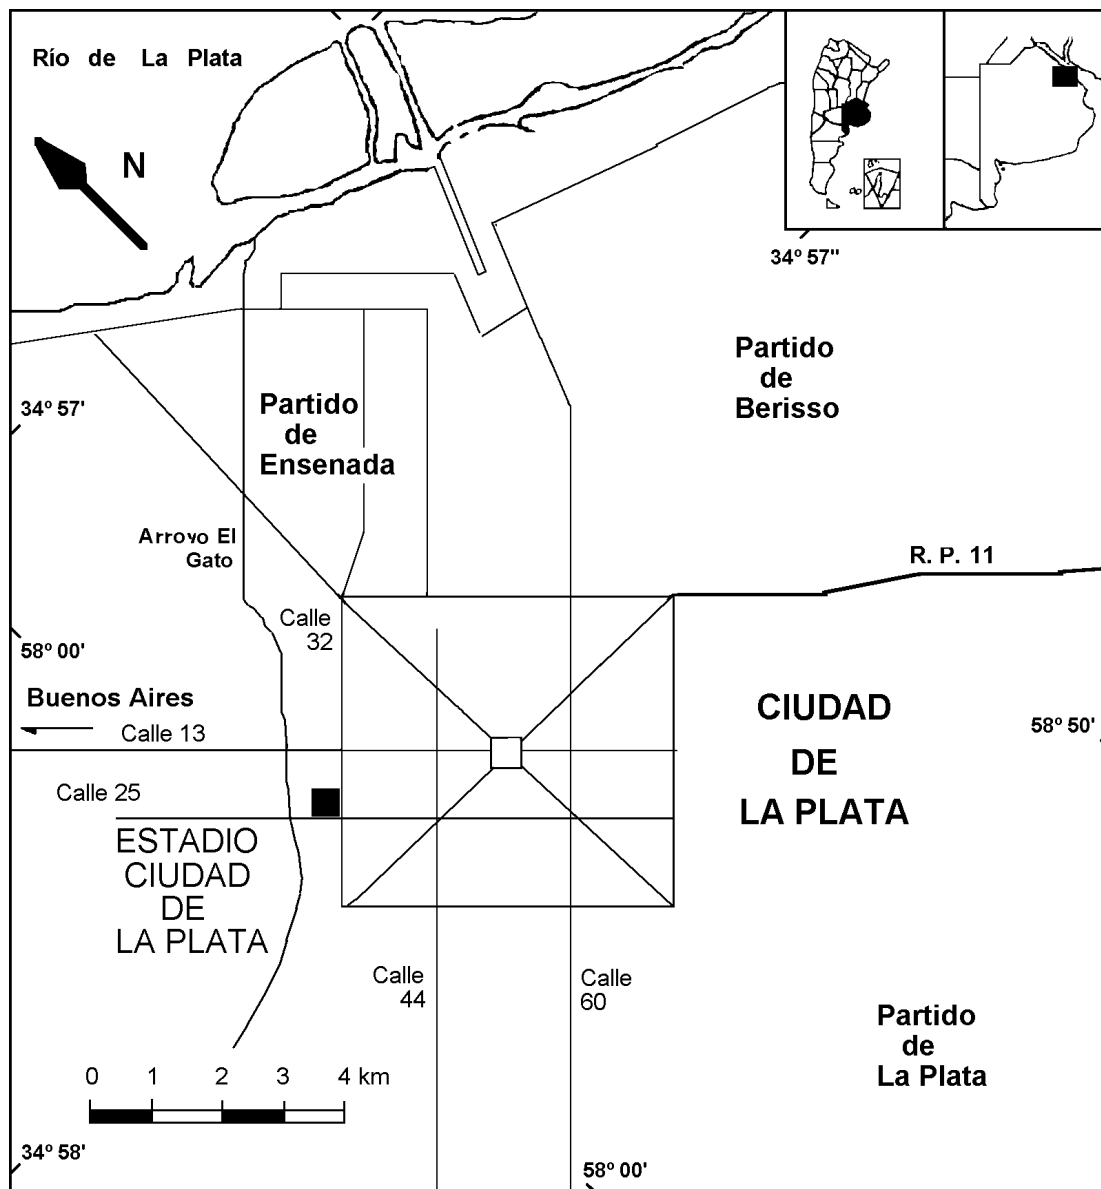 Río de La Plata
N
34º 57"
Partido
de
Berisso
34º 57'
Partido
de
Ensenada
Arroyo El
Gato
R. P. 11
Calle
32
58º 00'
Buenos Aires
Calle 13
CIUDAD
DE
LA PLATA
58º 50'
Calle 25
ESTADIO
CIUDAD
DE
LA PLATA
Calle
44
Calle
60
Partido
de
La Plata
0 1 2 3 4 km
34º 58'
58º 00'